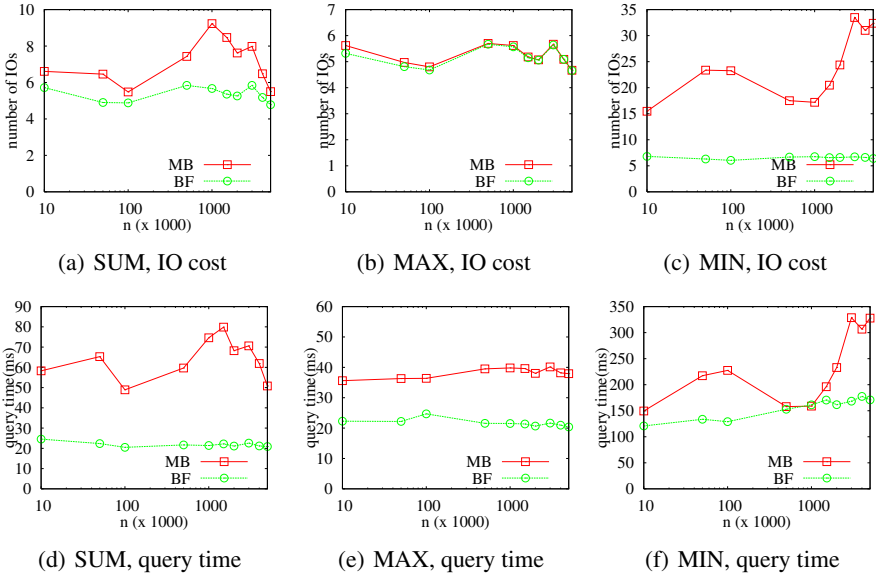 10
8
6
4
2
0
number of IOs
MB
BF
10 100 1000
n (x 1000)
(a) SUM, IO cost
7
6
5
4
3
2
1
0
number of IOs
MB
BF
10 100 1000
n (x 1000)
(b) MAX, IO cost
35
30
25
20
15
10
5
0
number of IOs
MB
BF
10 100 1000
n (x 1000)
(c) MIN, IO cost
90
80
70
60
50
40
30
20
10
0
query time(ms)
MB
BF
10 100 1000
n (x 1000)
(d) SUM, query time
60
50
40
30
20
10
0
query time(ms)
MB
BF
10 100 1000
n (x 1000)
(e) MAX, query time
350
300
250
200
150
100
50
0
query time(ms)
MB
BF
10 100 1000
n (x 1000)
(f) MIN, query time